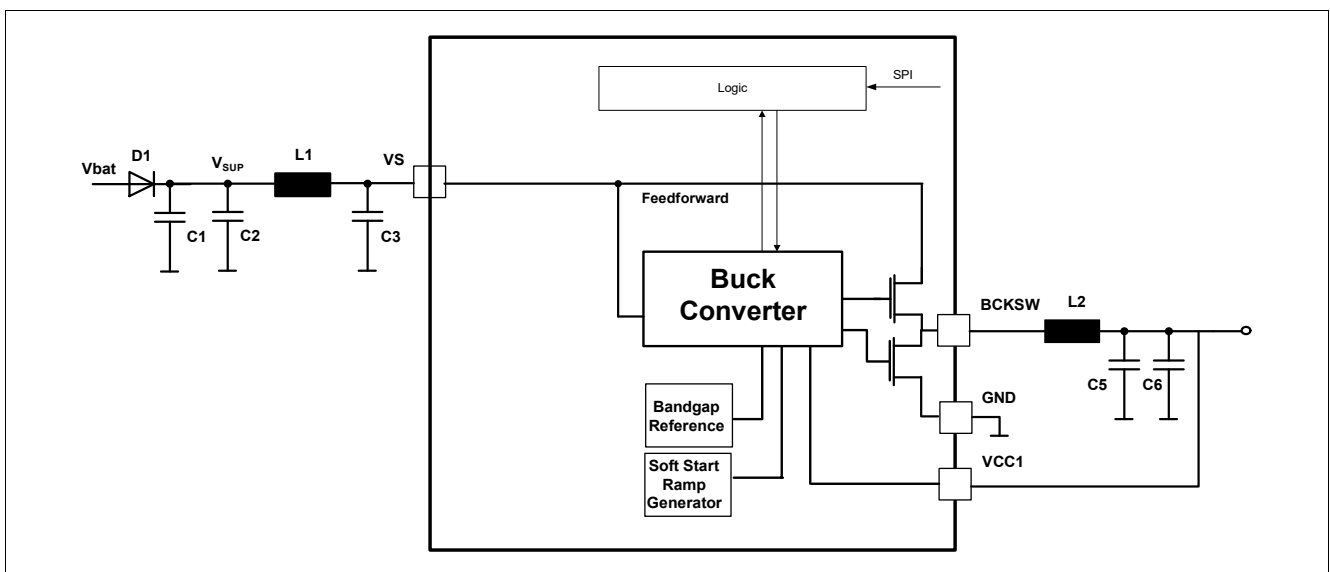 Logic
SPI
Vbat
D1
VSUP
L1
VS
C1
C2
C3
Feedforward
Buck
Converter
BCKSW
L2
C5
C6
Bandgap
Reference
GND
Soft Start
Ramp
Generator
VCC1